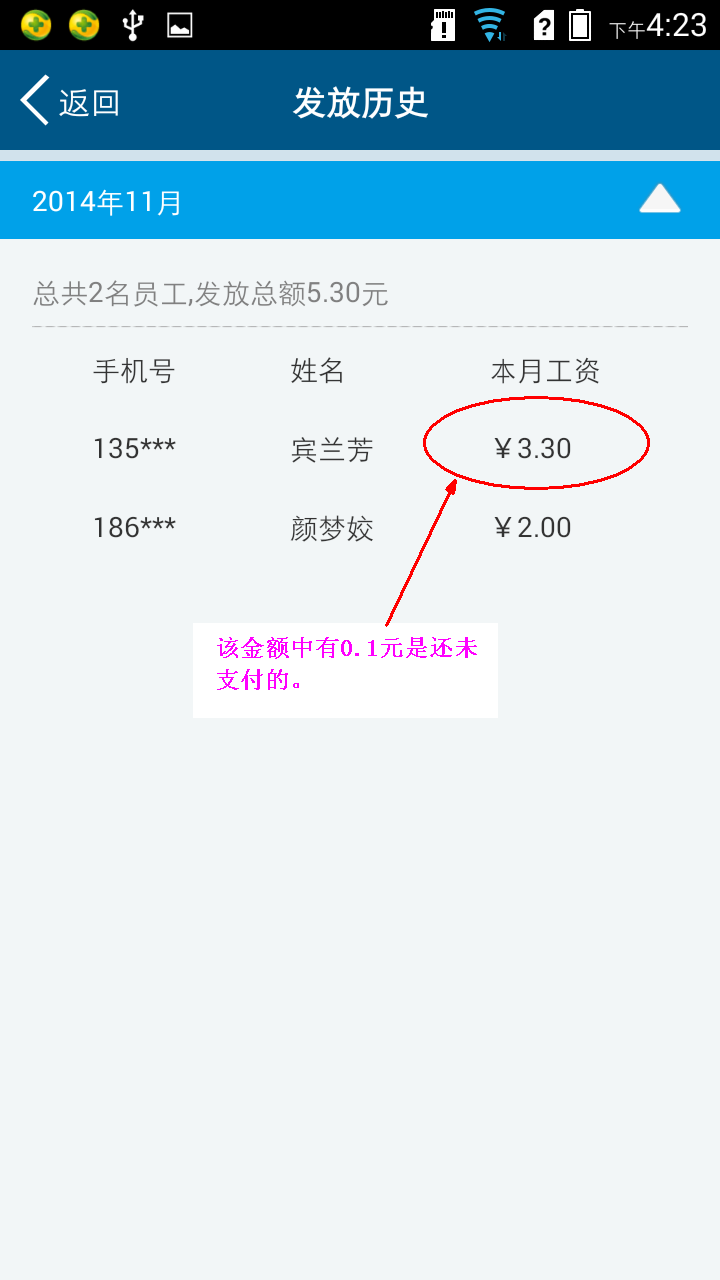 下午4:23
返回 发放历史
2014年11月
总共2名员工,发放总额5.30元
手机号 姓名 本月工资
135*** 宾兰芳 ￥3.30
186*** 颜梦姣 ￥2.00
该金额中有0.1元是还未
支付的。